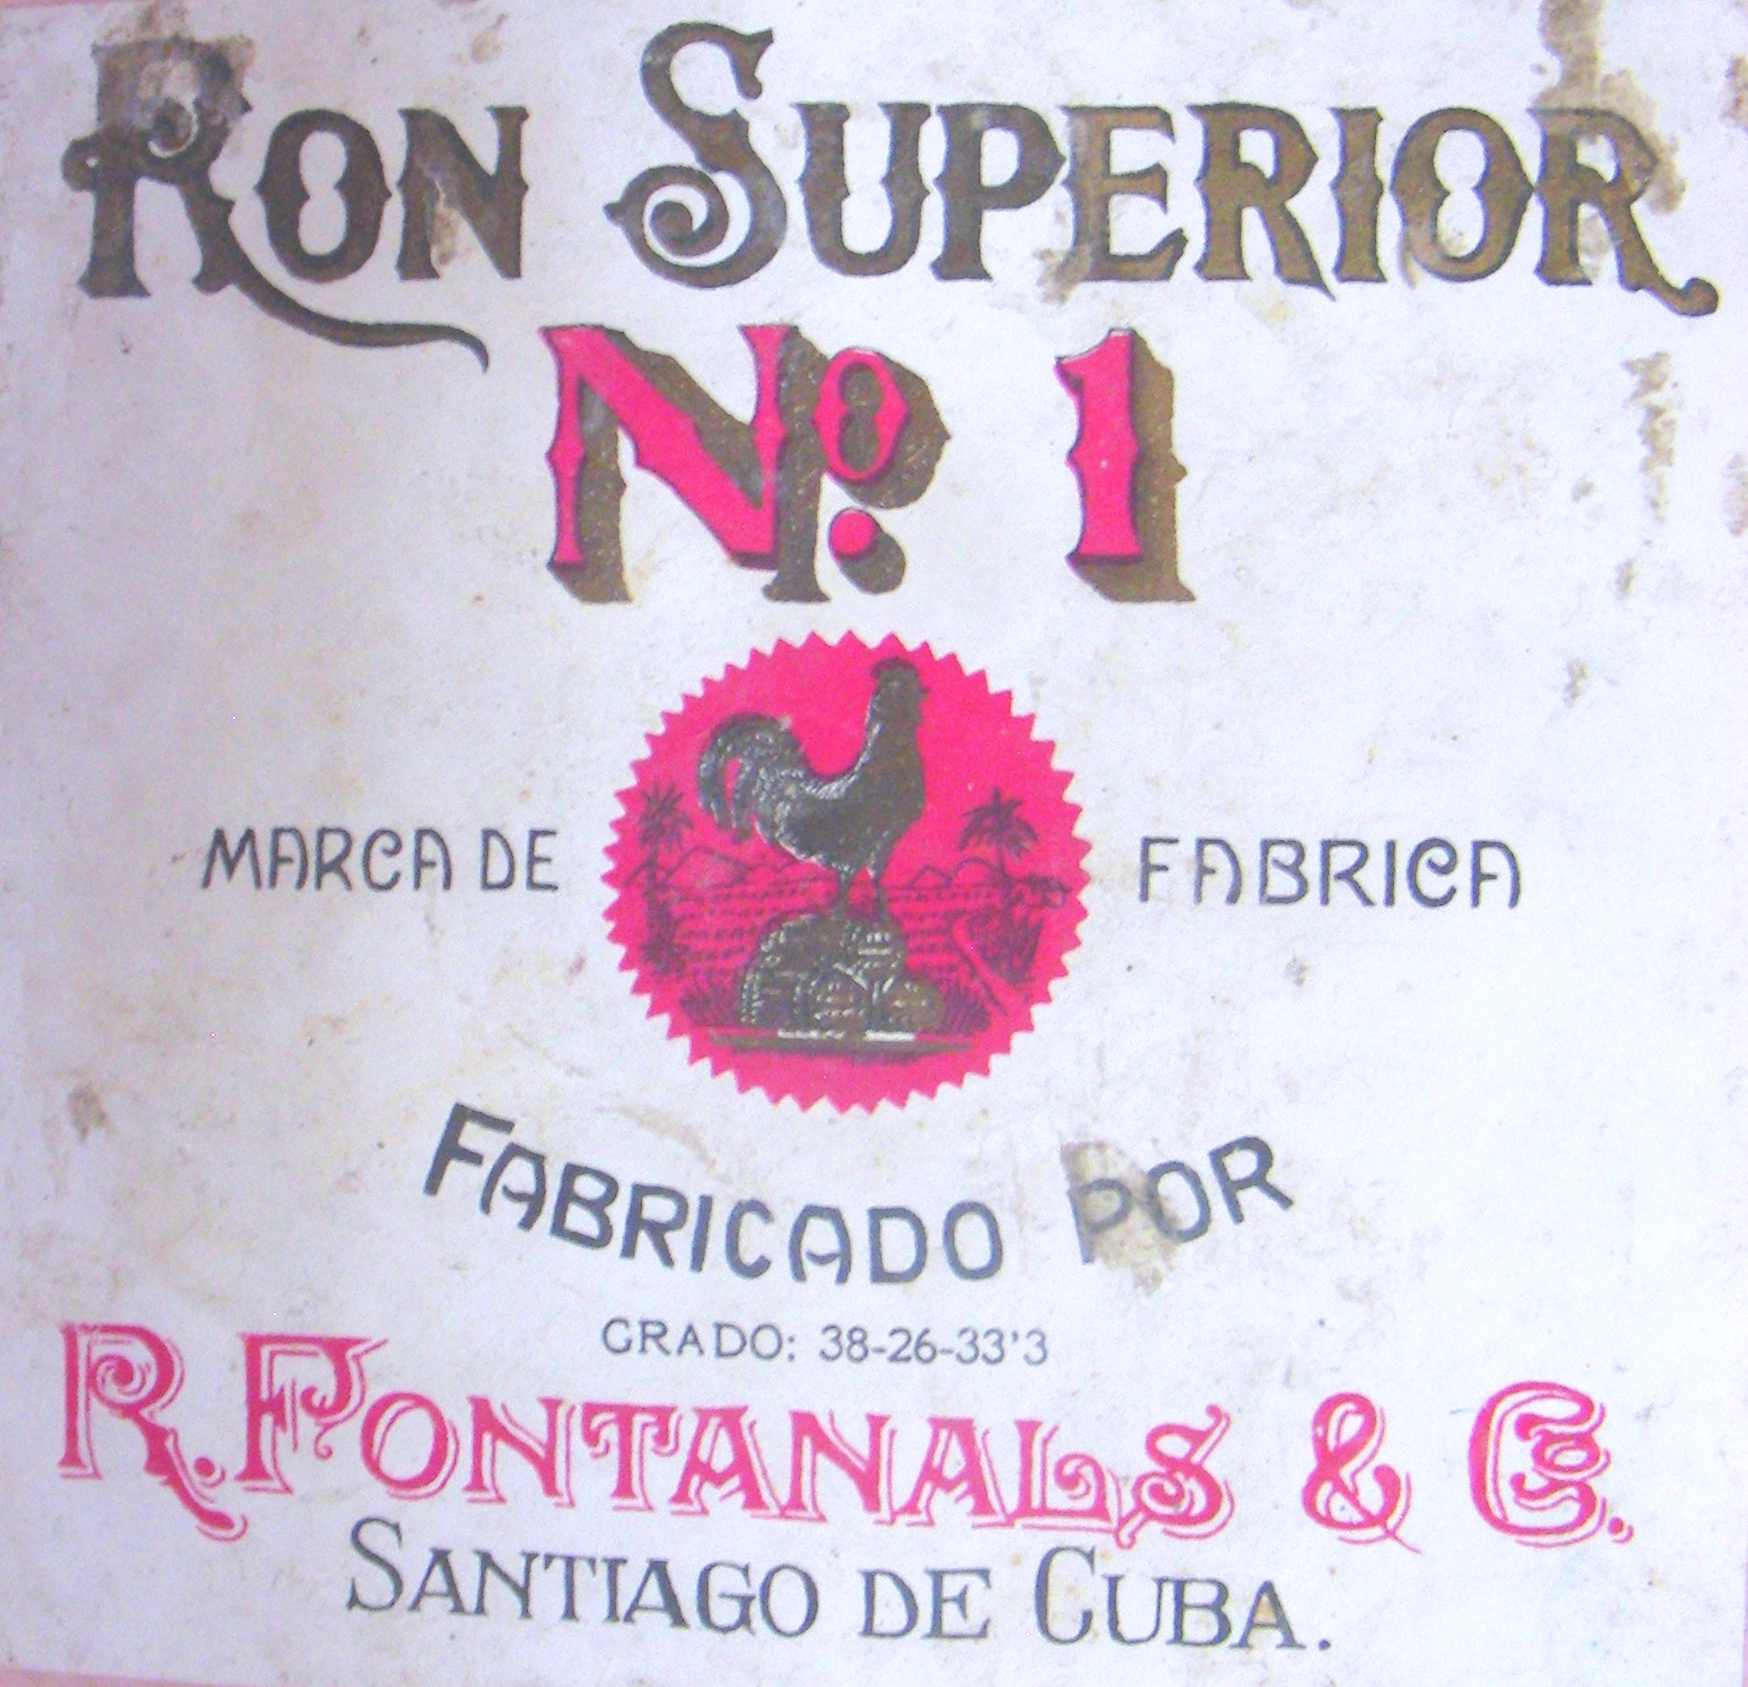 RON SUPERIOR
Nº. 1
MARCA DE FABRICA
FABRICADO POR
GRADO: 38-26-33'3
R. FONTANALS & Co.
SANTIAGO DE CUBA.